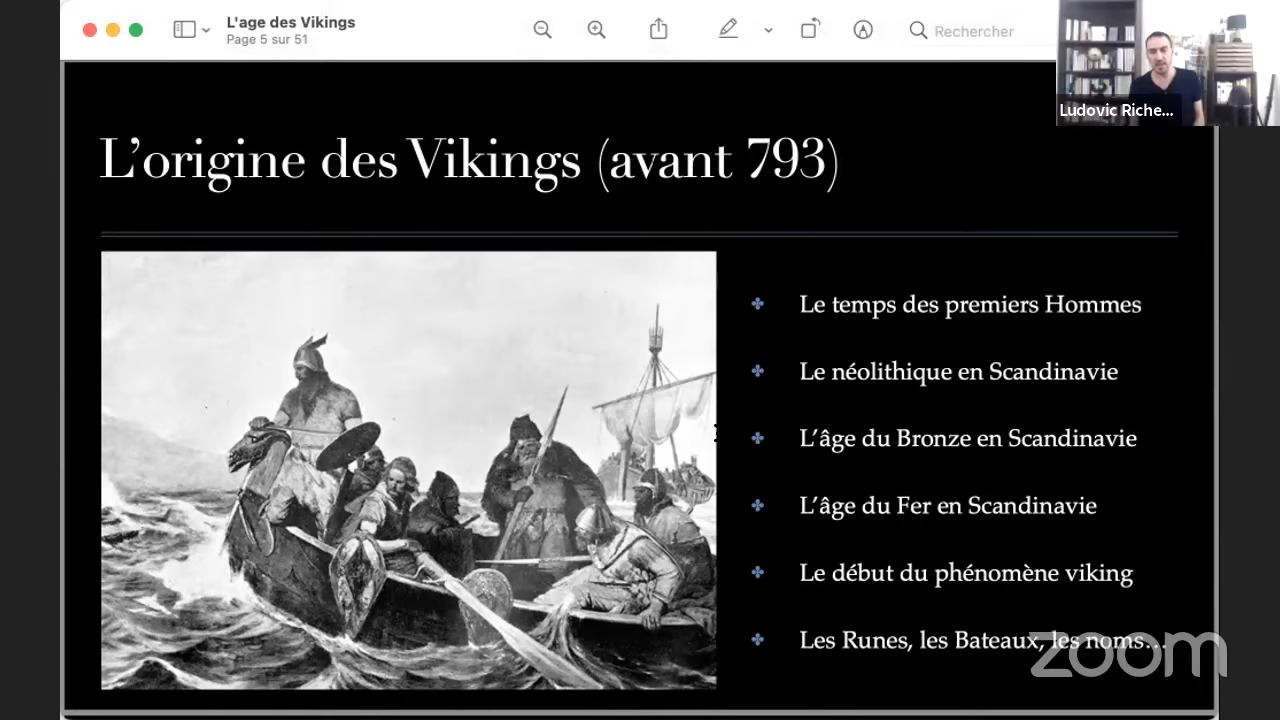 L'age des Vikings
Page 5 sur 51
Rechercher
Ludovic Riche...
L'origine des Vikings (avant 793)
Le temps des premiers Hommes
Le néolithique en Scandinavie
L'âge du Bronze en Scandinavie
L'âge du Fer en Scandinavie
Le début du phénomène viking
Les Runes, les Bateaux, les noms...
zoom